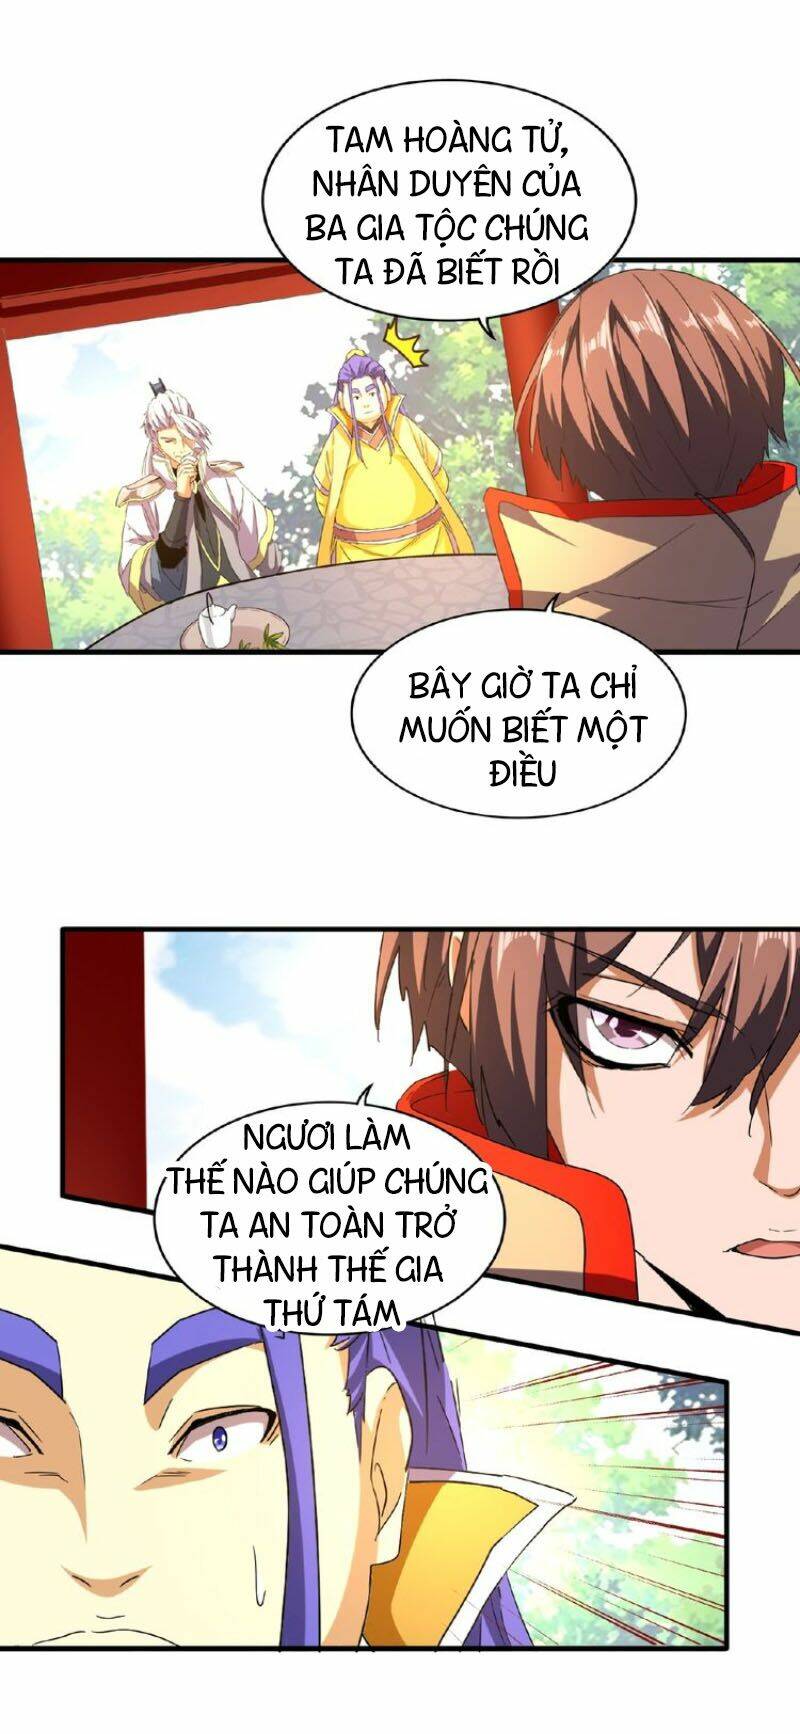 TAM HOÀNG TỬ,
NHÂN DUYÊN CỦA
BA GIA TỘC CHÚNG
TA ĐÃ BIẾT RỒI
BÂY GIỜ TA CHỈ
MUỐN BIẾT MỘT
ĐIỀU
NGƯƠI LÀM
THẾ NÀO GIÚP CHÚNG
TA AN TOÀN TRỞ
THÀNH THẾ GIA
THỨ TÁM